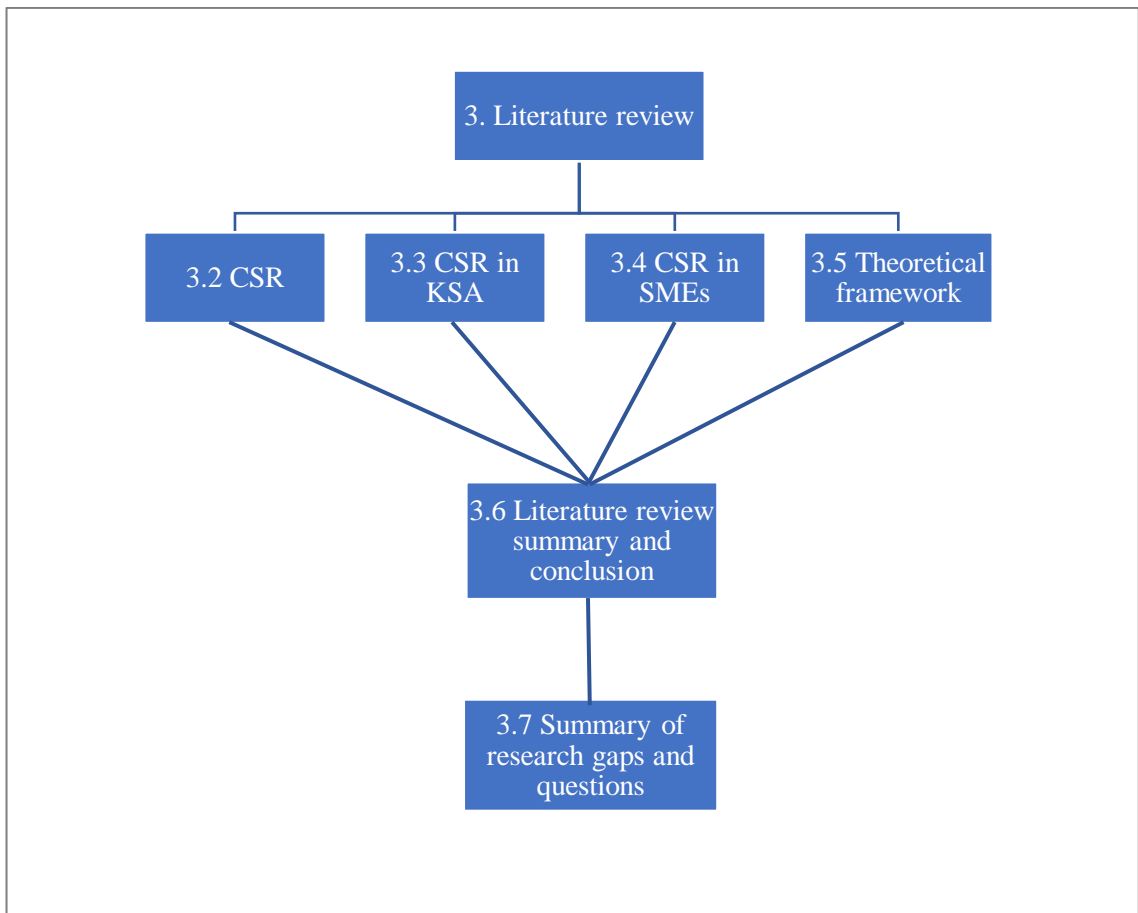 3. Literature review
3.2 CSR
3.3 CSR in
KSA
3.4 CSR in
SMEs
3.5 Theoretical
framework
3.6 Literature review
summary and
conclusion
3.7 Summary of
research gaps and
questions